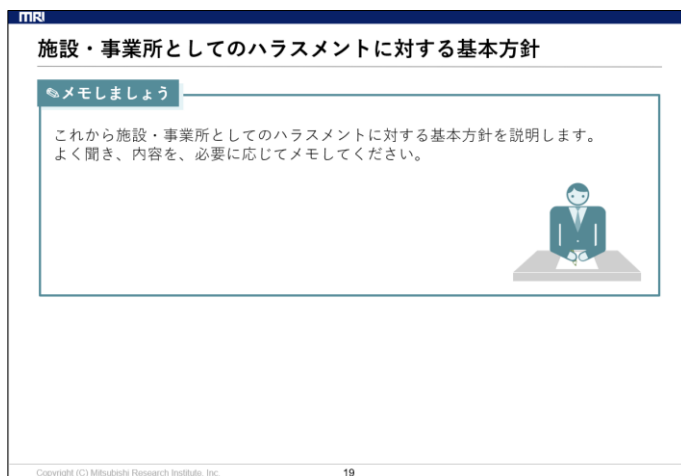 MRI
施設・事業所としてのハラスメントに対する基本方針
✎メモしましょう
これから施設・事業所としてのハラスメントに対する基本方針を説明します。
よく聞き、内容を、必要に応じてメモしてください。
Copyright (C) Mitsubishi Research Institute, Inc.
19